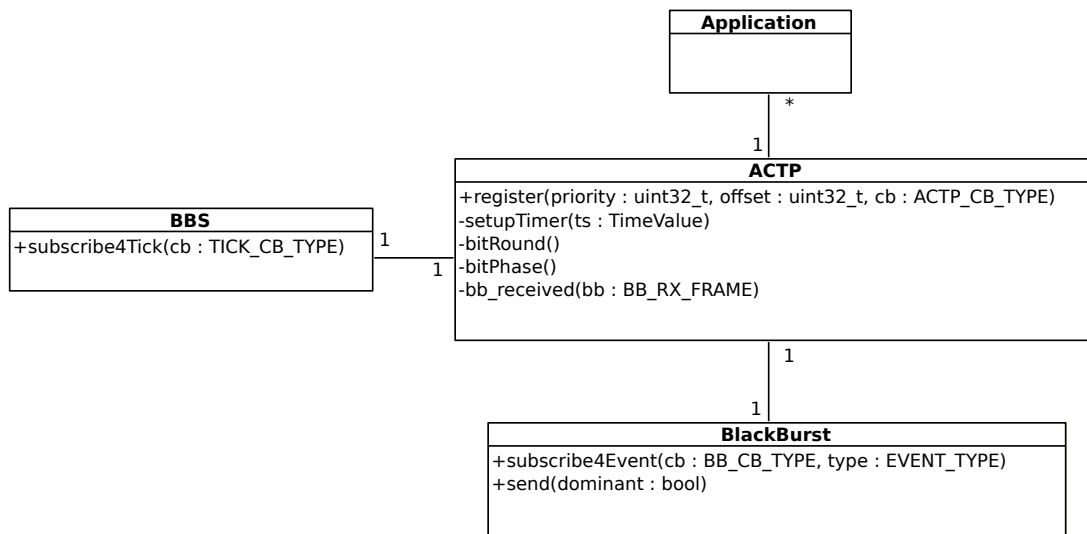 Application
*
1
ACTP
+register(priority : uint32_t, offset : uint32_t, cb : ACTP_CB_TYPE)
-setupTimer(ts : TimeValue)
-bitRound()
-bitPhase()
-bb_received(bb : BB_RX_FRAME)
BBS
+subscribe4Tick(cb : TICK_CB_TYPE)
1
1
1
1
BlackBurst
+subscribe4Event(cb : BB_CB_TYPE, type : EVENT_TYPE)
+send(dominant : bool)